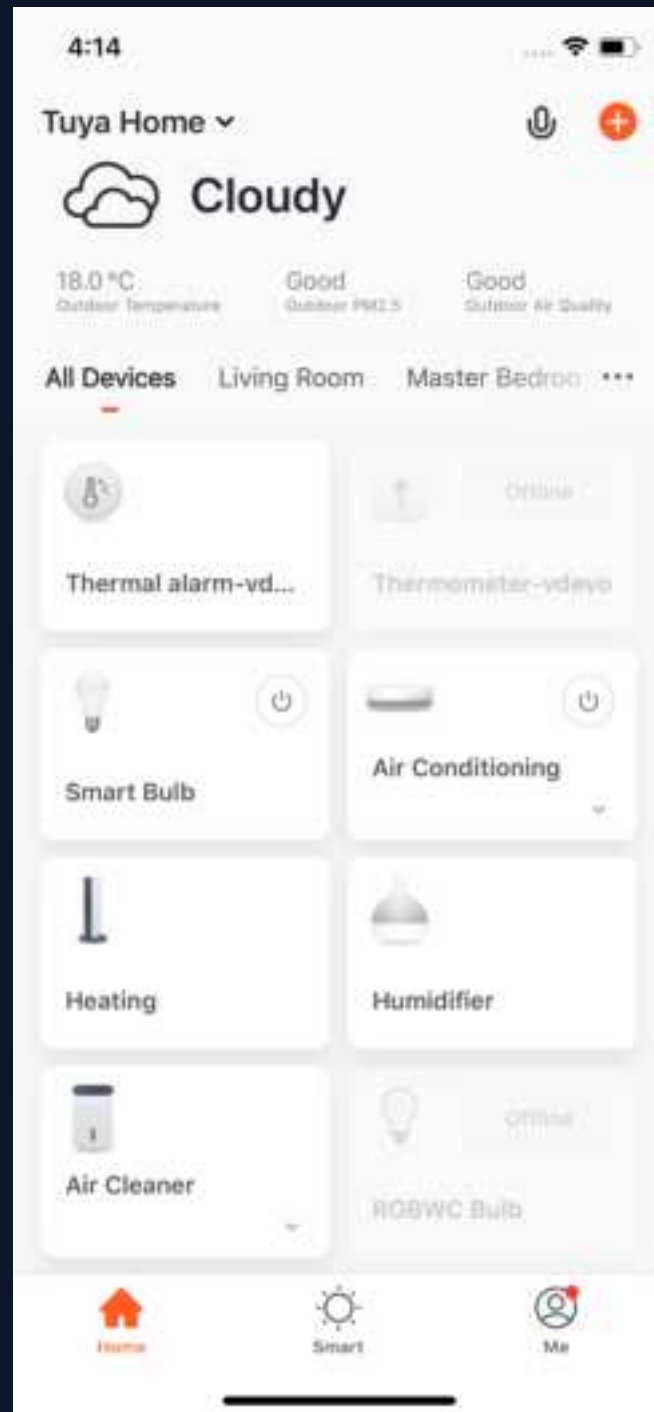 4:14
Tuya Home
Cloudy
18.0 °C Good Good
Outdoor Temperature Outdoor PM2.5 Outdoor Air Quality
All Devices Living Room Master Bedroo
Offline
Thermal alarm-vd... Thermometer-vdevo
Smart Bulb Air Conditioning
Heating Humidifier
Offline
Air Cleaner
RGBWC Bulb
Home Smart Me